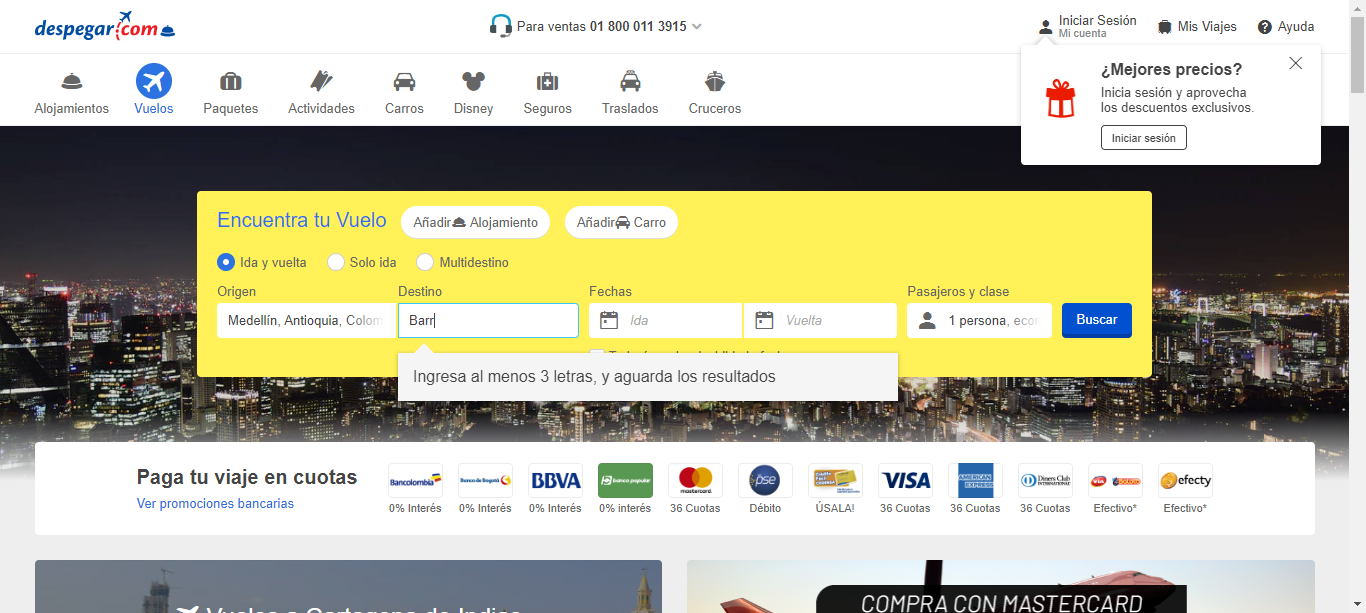 despegar.com
Para ventas 01 800 011 3915
Iniciar Sesión
Mi cuenta
Mis Viajes
Ayuda
Alojamientos
Vuelos
Paquetes
Actividades
Carros
Disney
Seguros
Traslados
Cruceros
¿Mejores precios?
Inicia sesión y aprovecha
los descuentos exclusivos.
Iniciar sesión
Encuentra tu Vuelo
Añadir Alojamiento
Añadir Carro
Ida y vuelta
Solo ida
Multidestino
Origen
Destino
Fechas
Pasajeros y clase
Medellín, Antioquia, Colom
Barr
Ida
Vuelta
1 persona, econ
Buscar
Ingresa al menos 3 letras, y aguarda los resultados
Paga tu viaje en cuotas
Ver promociones bancarias
Bancolombia
Banco de Bogotá
BBVA
banco popular
mastercard
pse
VISA
AMERICAN EXPRESS
Diners Club
INTERNATIONAL
via
BALOTO
efecty
0% Interés
0% Interés
0% Interés
0% interés
36 Cuotas
Débito
ÚSALA!
36 Cuotas
36 Cuotas
36 Cuotas
Efectivo*
Efectivo*
Vuelos a Cartagena de Indias
COMPRA CON MASTERCARD